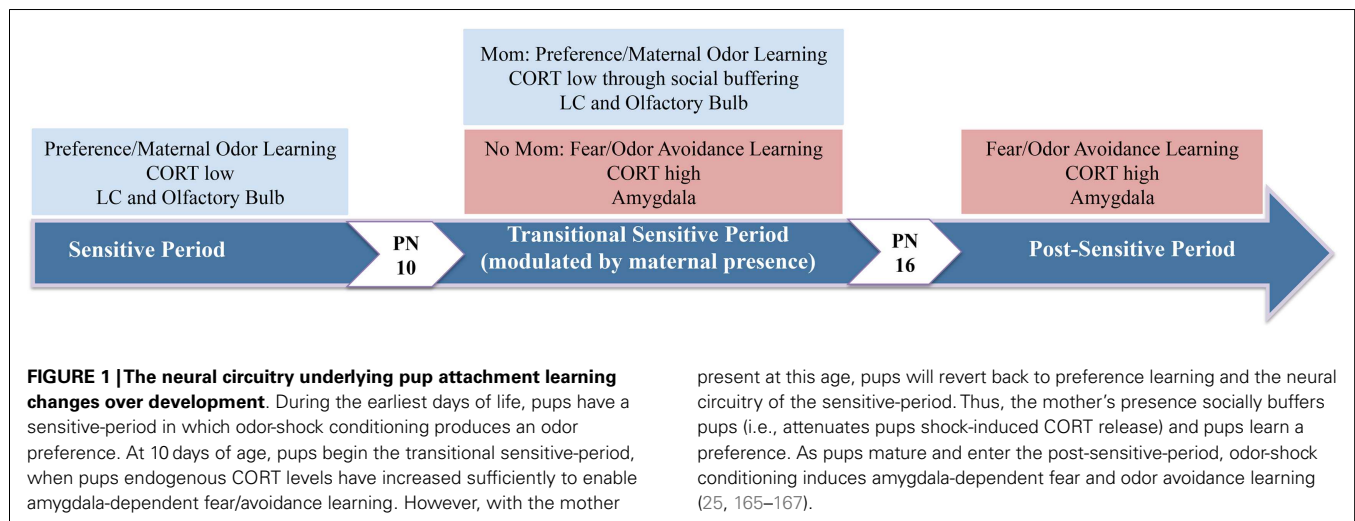 Mom: Preference/Maternal Odor Learning
CORT low through social buffering
LC and Olfactory Bulb
Preference/Maternal Odor Learning
CORT low
LC and Olfactory Bulb
No Mom: Fear/Odor Avoidance Learning
CORT high
Amygdala
Fear/Odor Avoidance Learning
CORT high
Amygdala
Sensitive Period
PN
10
Transitional Sensitive Period
(modulated by maternal presence)
PN
16
Post-Sensitive Period
FIGURE 1 | The neural circuitry underlying pup attachment learning
changes over development. During the earliest days of life, pups have a
sensitive-period in which odor-shock conditioning produces an odor
preference. At 10 days of age, pups begin the transitional sensitive-period,
when pups endogenous CORT levels have increased sufficiently to enable
amygdala-dependent fear/avoidance learning. However, with the mother
present at this age, pups will revert back to preference learning and the neural
circuitry of the sensitive-period. Thus, the mother's presence socially buffers
pups (i.e., attenuates pups shock-induced CORT release) and pups learn a
preference. As pups mature and enter the post-sensitive-period, odor-shock
conditioning induces amygdala-dependent fear and odor avoidance learning
(25, 165–167).